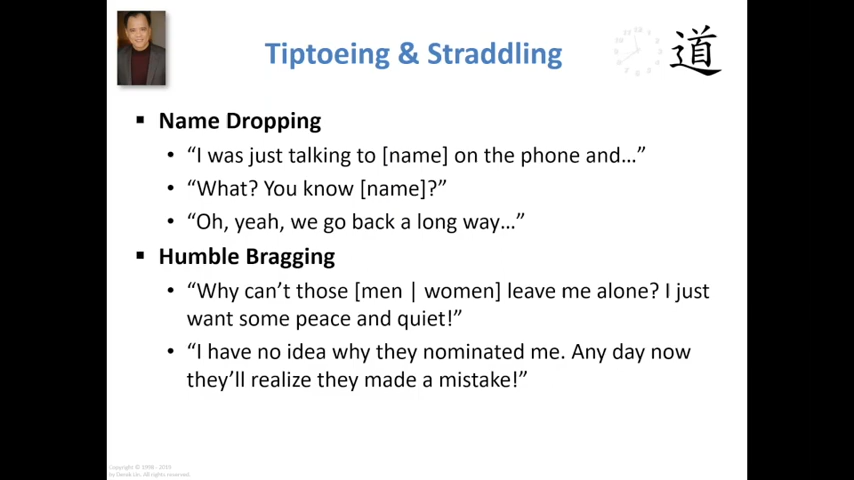 Tiptoeing & Straddling
道
▪ Name Dropping
• “I was just talking to [name] on the phone and…”
• “What? You know [name]?”
• “Oh, yeah, we go back a long way…”
▪ Humble Bragging
• “Why can’t those [men | women] leave me alone? I just
want some peace and quiet!”
• “I have no idea why they nominated me. Any day now
they’ll realize they made a mistake!”
Copyright © 1998 - 2019
by Derek Lin. All rights reserved.